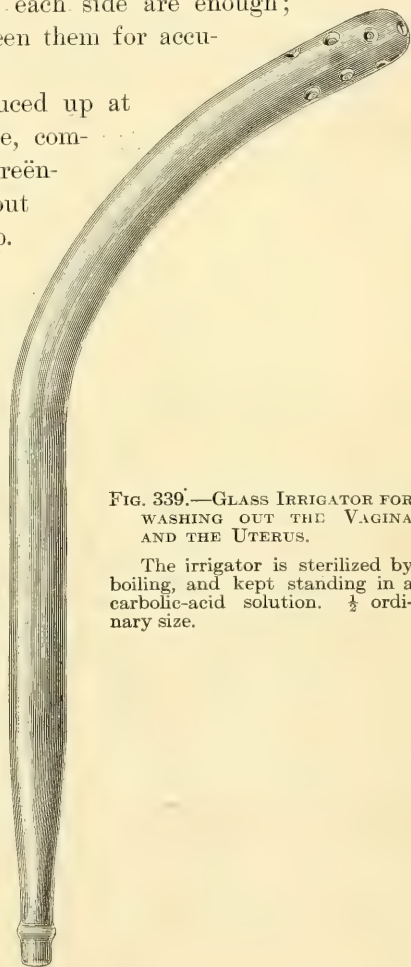 each side are enough;
een them for accu-
uced up at
e, com-
reën-
out
o.
FIG. 339.—GLASS IRRIGATOR FOR
WASHING OUT THE VAGINA
AND THE UTERUS.
The irrigator is sterilized by
boiling, and kept standing in a
carbolic-acid solution. ½ ordi-
nary size.